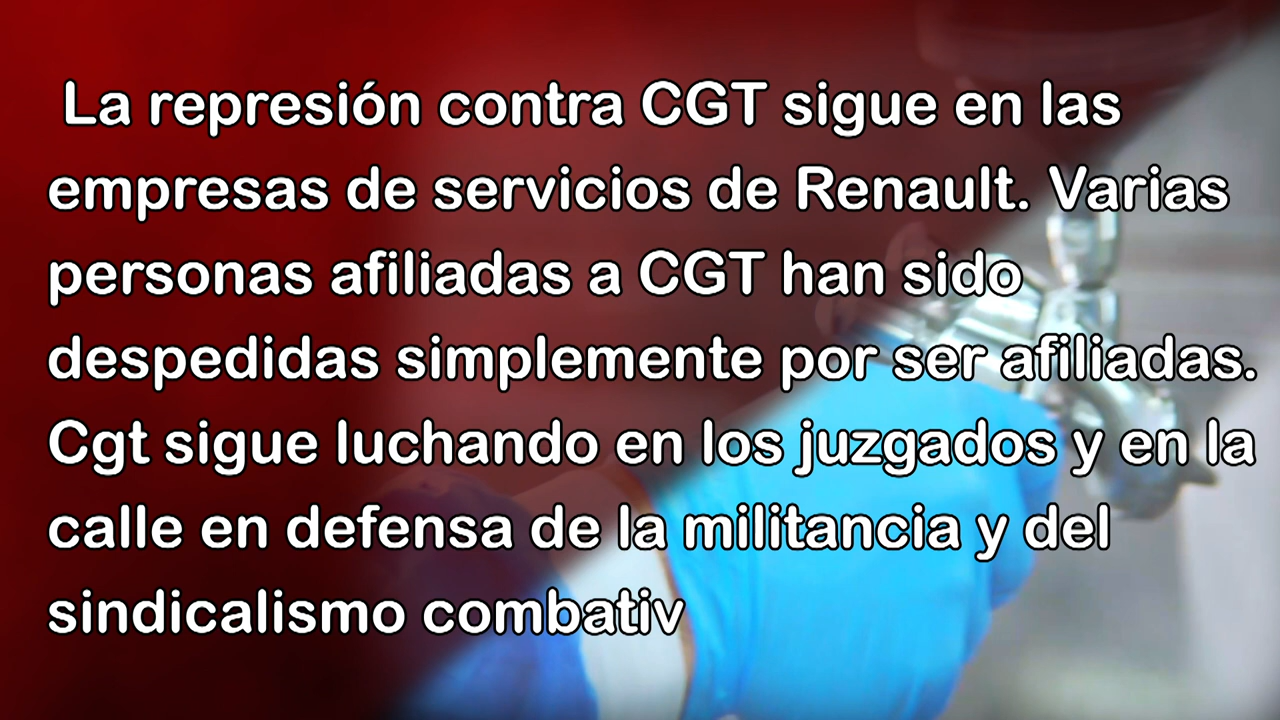 La represión contra CGT sigue en las
empresas de servicios de Renault. Varias
personas afiliadas a CGT han sido
despedidas simplemente por ser afiliadas.
Cgt sigue luchando en los juzgados y en la
calle en defensa de la militancia y del
sindicalismo combativ